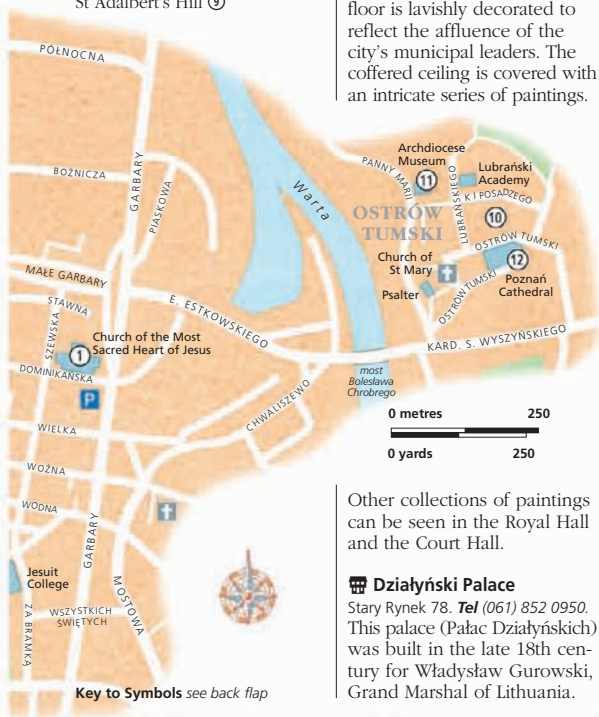 St Adalbert's Hill ⑨
floor is lavishly decorated to
reflect the affluence of the
city's municipal leaders. The
coffered ceiling is covered with
an intricate series of paintings.
PÓŁNOCNA
BOŻNICZA
GARBARY
PIASKOWA
Warta
PANNY MARII
Archdiocese
Museum
⑪
LUBRAŃSKIEGO
Lubrański
Academy
K I POSADZEGO
⑩
OSTRÓW
TUMSKI
OSTRÓW TUMSKI
Church of
St Mary
⑫
Poznań
Cathedral
Psalter
OSTRÓW TUMSKI
MAŁE GARBARY
STAWNA
E. ESTKOWSKIEGO
KARD. S. WYSZYŃSKIEGO
SZEWSKA
①
Church of the Most
Sacred Heart of Jesus
DOMINIKAŃSKA
P
most
Bolesława
Chrobrego
CHWALISZEWO
0 metres 250
0 yards 250
WIELKA
WOŹNA
WODNA
GARBARY
Jesuit
College
MOSTOWA
ZA BRAMKĄ
WSZYSTKICH
ŚWIĘTYCH
Key to Symbols see back flap
Other collections of paintings
can be seen in the Royal Hall
and the Court Hall.
Działyński Palace
Stary Rynek 78. Tel (061) 852 0950.
This palace (Pałac Działyńskich)
was built in the late 18th cen-
tury for Władysław Gurowski,
Grand Marshal of Lithuania.